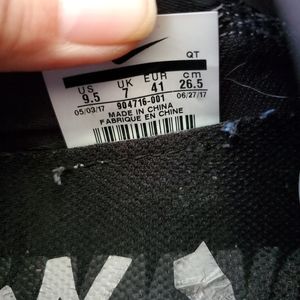 QT
US UK EUR cm
9.5 7 41 26.5
05/03/17 904716-001 06/27/17
MADE IN CHINA
FABRIQUE EN CHINE